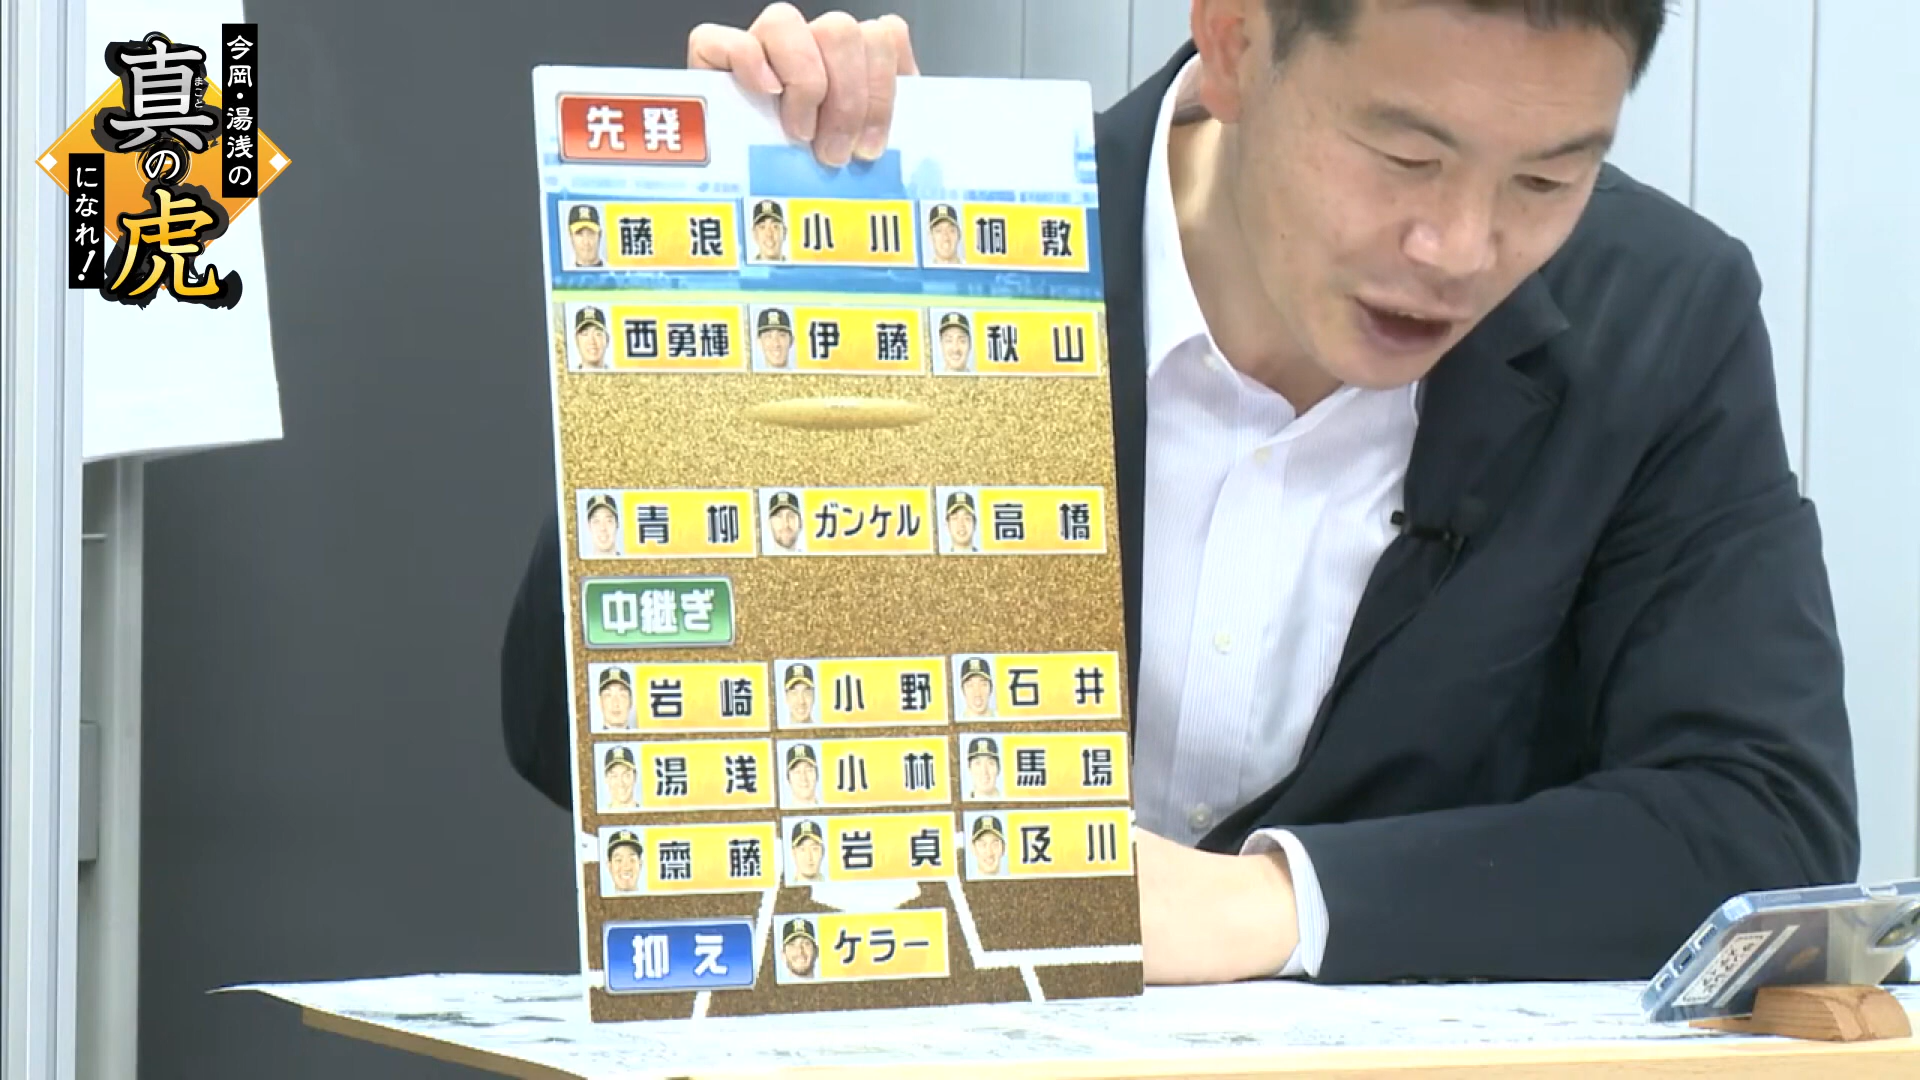 今岡・湯浅の
真の虎
まこと
になれ!
先発
藤浪 小川 桐敷
西勇輝 伊藤 秋山
青柳 ガンケル 高橋
中継ぎ
岩崎 小野 石井
湯浅 小林 馬場
齋藤 岩貞 及川
抑え ケラー